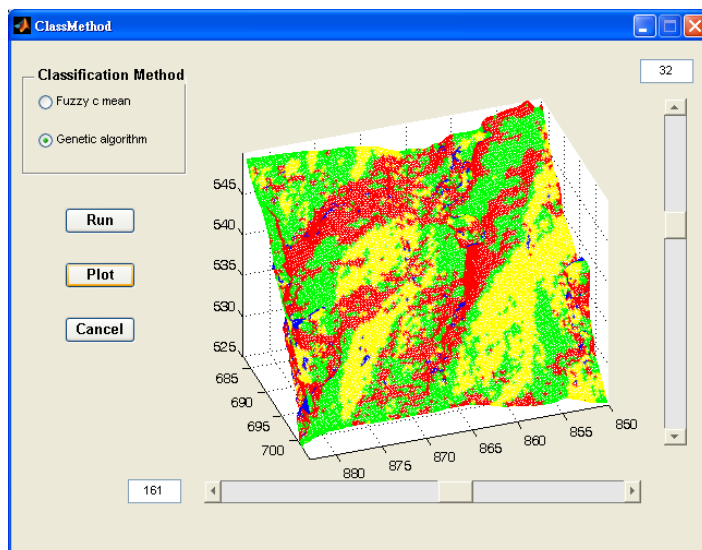 ClassMethod
32
Classification Method
Fuzzy c mean
Genetic algorithm
Run
Plot
Cancel
545
540
535
530
525
685
690
695
700
880
875
870
865
860
855
850
161